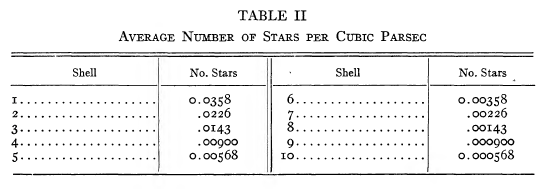 TABLE II
AVERAGE NUMBER OF STARS PER CUBIC PARSEC
Shell No. Stars Shell No. Stars
1.................... 0.0358 6.................... 0.00358
2.................... .0226 7.................... .00226
3.................... .0143 8.................... .00143
4.................... .00900 9.................... .000900
5.................... 0.00568 10.................... 0.000568